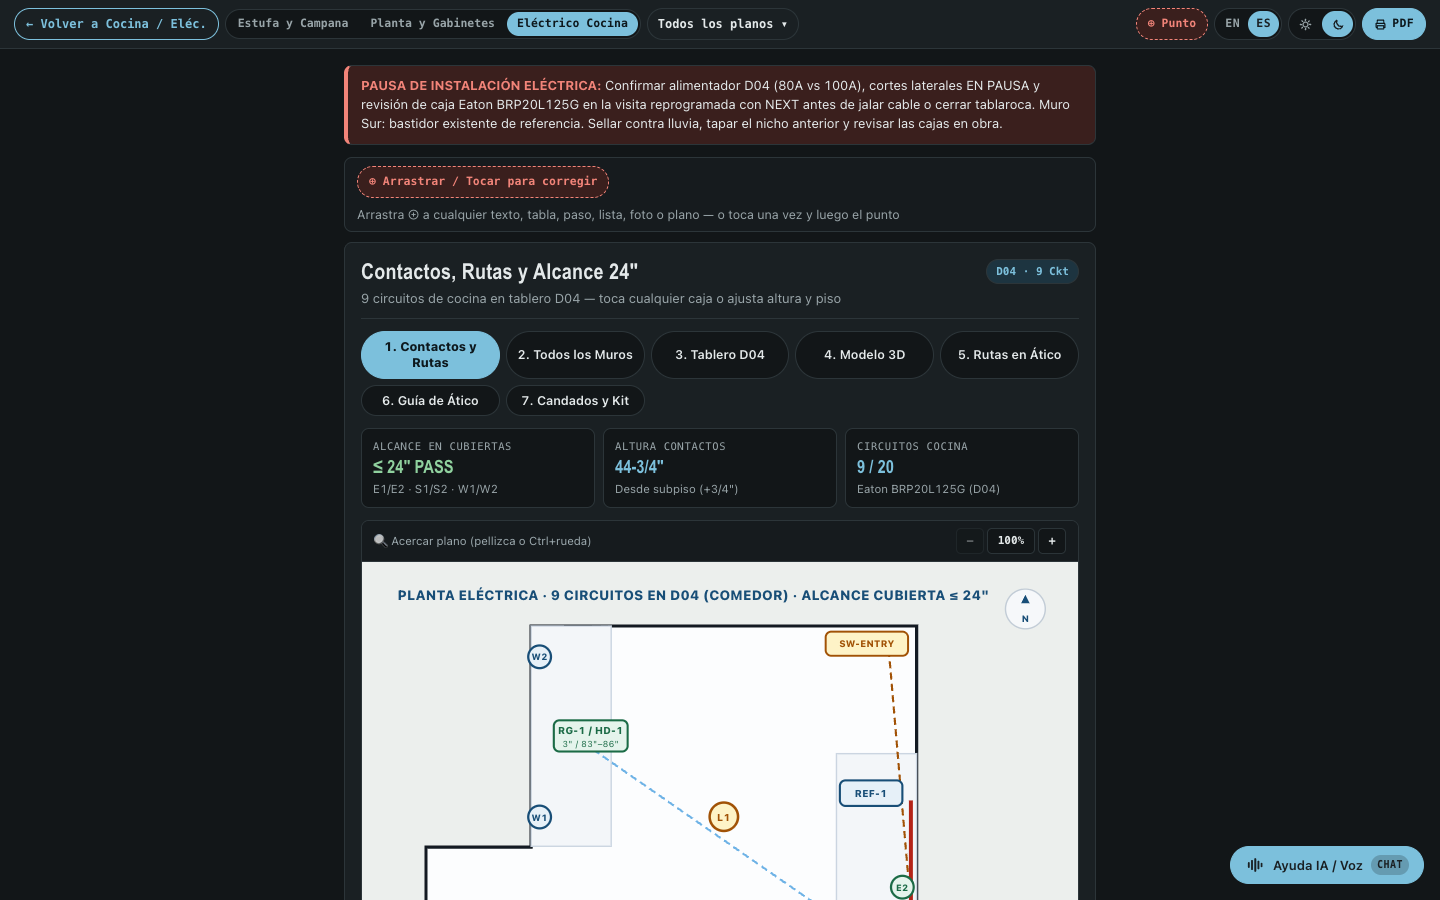 ← Volver a Cocina / Eléc.
Estufa y Campana
Planta y Gabinetes
Eléctrico Cocina
Todos los planos ▾
⊕ Punto
EN
ES
PDF
PAUSA DE INSTALACIÓN ELÉCTRICA: Confirmar alimentador D04 (80A vs 100A), cortes laterales EN PAUSA y
revisión de caja Eaton BRP20L125G en la visita reprogramada con NEXT antes de jalar cable o cerrar tablaroca. Muro
Sur: bastidor existente de referencia. Sellar contra lluvia, tapar el nicho anterior y revisar las cajas en obra.
⊕ Arrastrar / Tocar para corregir
Arrastra ⊕ a cualquier texto, tabla, paso, lista, foto o plano — o toca una vez y luego el punto
Contactos, Rutas y Alcance 24"
D04 · 9 Ckt
9 circuitos de cocina en tablero D04 — toca cualquier caja o ajusta altura y piso
1. Contactos y
Rutas
2. Todos los Muros
3. Tablero D04
4. Modelo 3D
5. Rutas en Ático
6. Guía de Ático
7. Candados y Kit
ALCANCE EN CUBIERTAS
≤ 24" PASS
E1/E2 · S1/S2 · W1/W2
ALTURA CONTACTOS
44-3/4"
Desde subpiso (+3/4")
CIRCUITOS COCINA
9 / 20
Eaton BRP20L125G (D04)
Acercar plano (pellizca o Ctrl+rueda)
−
100%
+
PLANTA ELÉCTRICA · 9 CIRCUITOS EN D04 (COMEDOR) · ALCANCE CUBIERTA ≤ 24"
▲
N
SW-ENTRY
W2
RG-1 / HD-1
3" / 83"–86"
REF-1
W1
L1
E2
Ayuda IA / Voz
CHAT